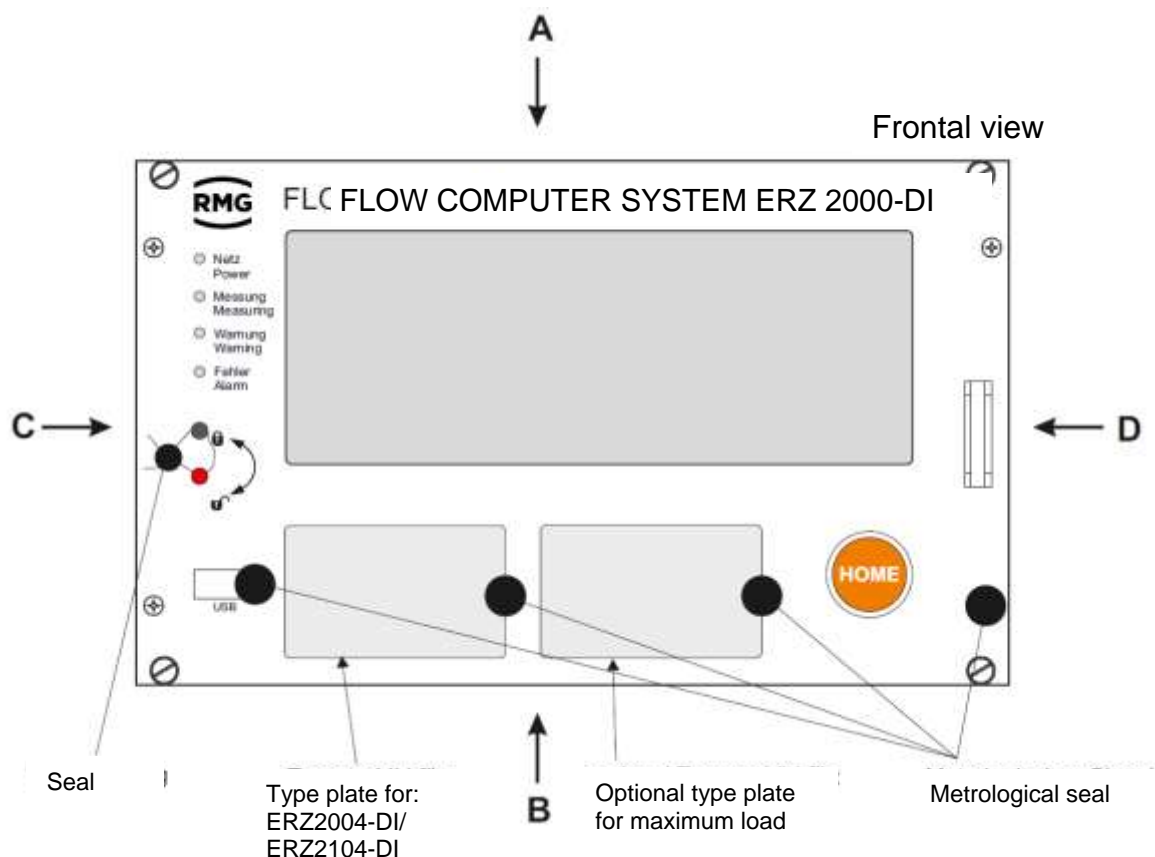 A
Frontal view
RMG
FLC FLOW COMPUTER SYSTEM ERZ 2000-DI
Netz
Power
Messung
Measuring
Warnung
Warning
Fehler
Alarm
C
D
HOME
USB
Seal
Type plate for:
ERZ2004-DI/
ERZ2104-DI
B
Optional type plate
for maximum load
Metrological seal